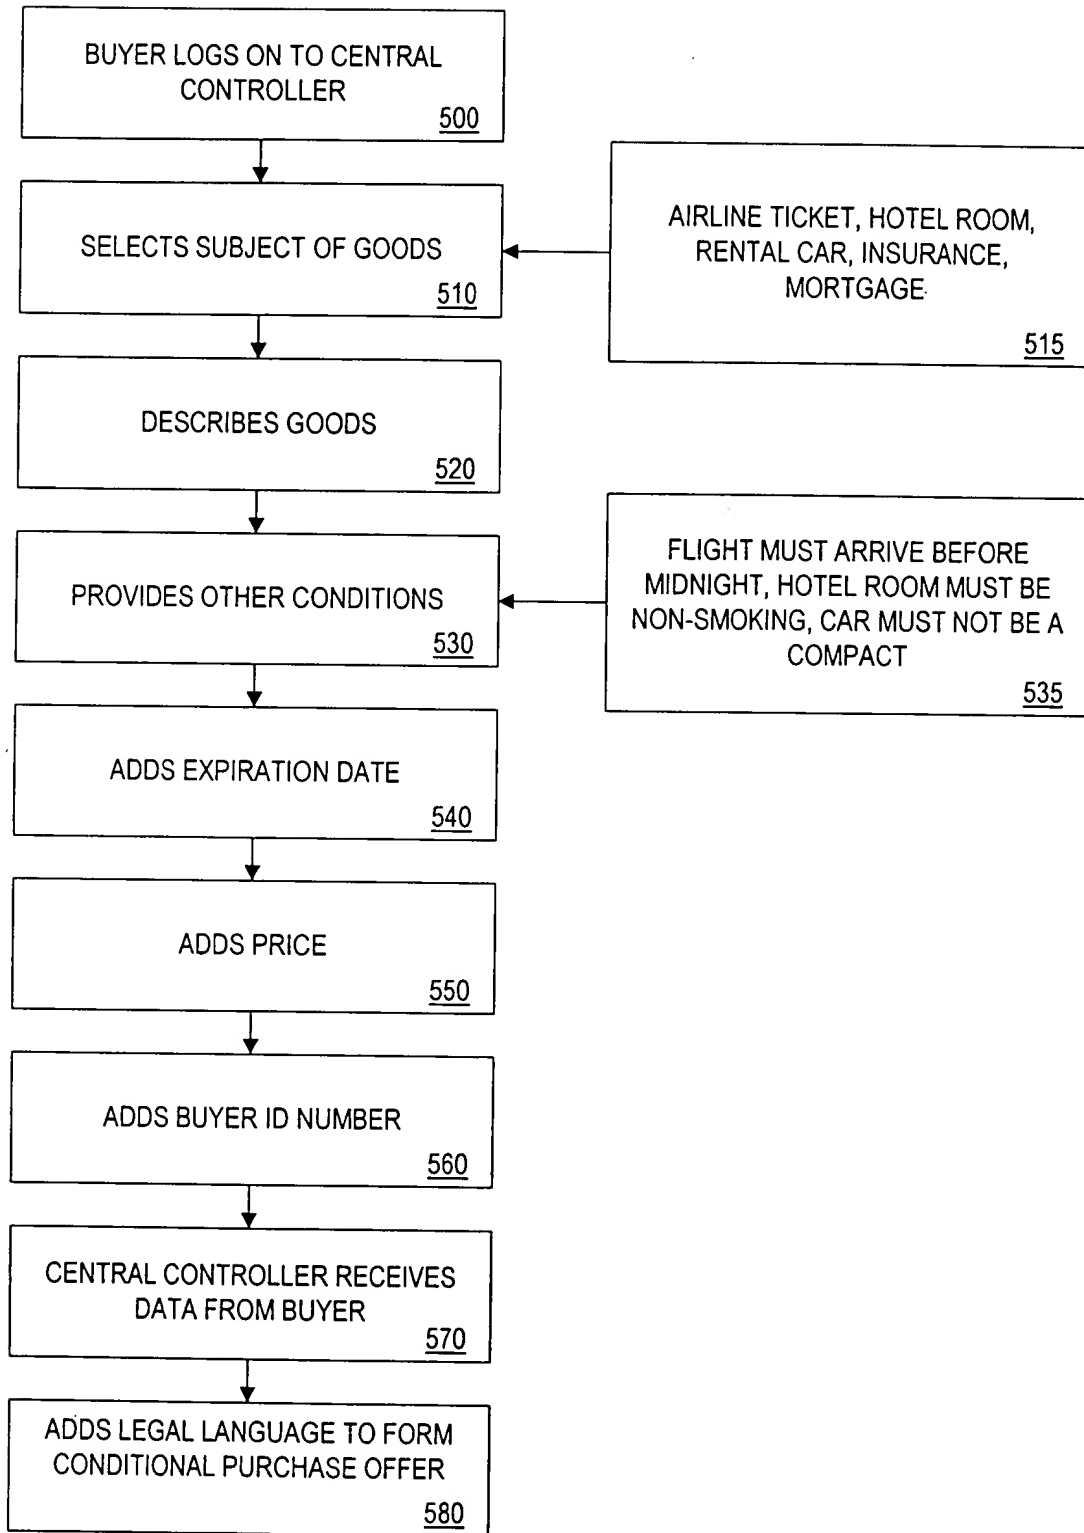 BUYER LOGS ON TO CENTRAL
CONTROLLER
500
SELECTS SUBJECT OF GOODS
510
AIRLINE TICKET, HOTEL ROOM,
RENTAL CAR, INSURANCE,
MORTGAGE
515
DESCRIBES GOODS
520
PROVIDES OTHER CONDITIONS
530
FLIGHT MUST ARRIVE BEFORE
MIDNIGHT, HOTEL ROOM MUST BE
NON-SMOKING, CAR MUST NOT BE A
COMPACT
535
ADDS EXPIRATION DATE
540
ADDS PRICE
550
ADDS BUYER ID NUMBER
560
CENTRAL CONTROLLER RECEIVES
DATA FROM BUYER
570
ADDS LEGAL LANGUAGE TO FORM
CONDITIONAL PURCHASE OFFER
580